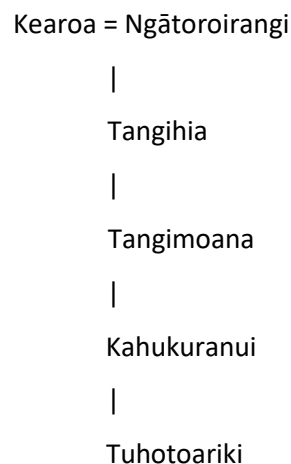 Kearoa = Ngātoroirangi
|
Tangihia
|
Tangimoana
|
Kahukuranui
|
Tuhotoariki